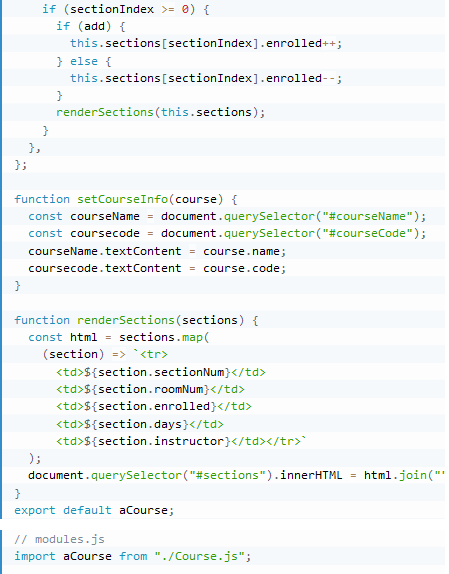 if (sectionIndex >= 0) {
if (add) {
this.sections[sectionIndex].enrolled++;
} else {
this.sections[sectionIndex].enrolled--;
}
renderSections(this.sections);
}
},
};
function setCourseInfo(course) {
const courseName = document.querySelector("#courseName");
const coursecode = document.querySelector("#courseCode");
courseName.textContent = course.name;
coursecode.textContent = course.code;
}
function renderSections(sections) {
const html = sections.map(
(section) => `<tr>
<td>${section.sectionNum}</td>
<td>${section.roomNum}</td>
<td>${section.enrolled}</td>
<td>${section.days}</td>
<td>${section.instructor}</td></tr>`
);
document.querySelector("#sections").innerHTML = html.join(""
}
export default aCourse;
// modules.js
import aCourse from "./Course.js";